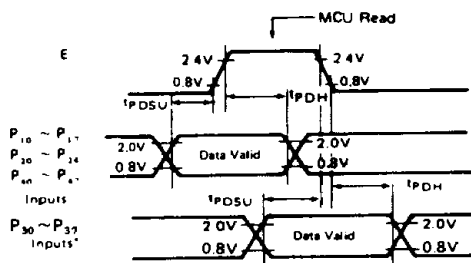 MCU Read
E
2.4V
2.4V
0.8V
0.8V
tPDSU
tPDH
P10 ~ P17
P20 ~ P24
P40 ~ P47
Inputs
2.0V
0.8V
Data Valid
2.0V
0.8V
tPDSU
tPDH
P30~P37
Inputs*
2.0V
0.8V
Data Valid
2.0V
0.8V